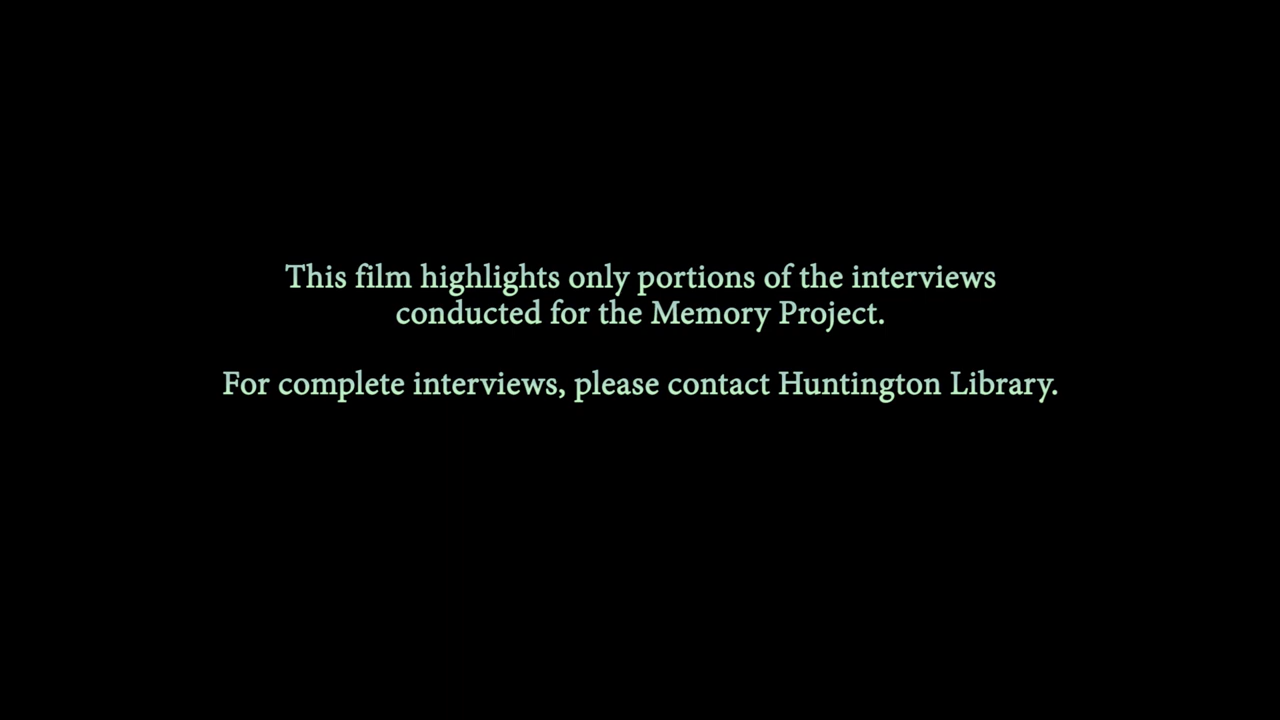 This film highlights only portions of the interviews
conducted for the Memory Project.
For complete interviews, please contact Huntington Library.